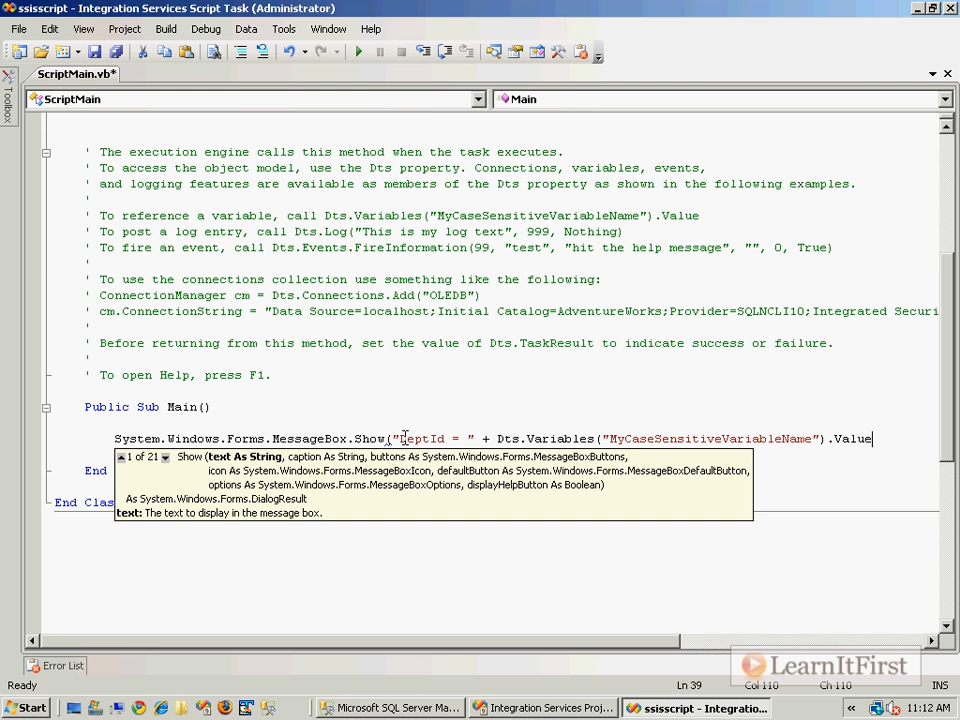 ssisscript - Integration Services Script Task (Administrator)
File Edit View Project Build Debug Data Tools Window Help
ScriptMain.vb*
Toolbox
ScriptMain Main
' The execution engine calls this method when the task executes.
' To access the object model, use the Dts property. Connections, variables, events,
' and logging features are available as members of the Dts property as shown in the following examples.
'
' To reference a variable, call Dts.Variables("MyCaseSensitiveVariableName").Value
' To post a log entry, call Dts.Log("This is my log text", 999, Nothing)
' To fire an event, call Dts.Events.FireInformation(99, "test", "hit the help message", "", 0, True)
'
' To use the connections collection use something like the following:
' ConnectionManager cm = Dts.Connections.Add("OLEDB")
' cm.ConnectionString = "Data Source=localhost;Initial Catalog=AdventureWorks;Provider=SQLNCLI10;Integrated Securi
'
' Before returning from this method, set the value of Dts.TaskResult to indicate success or failure.
'
' To open Help, press F1.
Public Sub Main()
System.Windows.Forms.MessageBox.Show("DeptId = " + Dts.Variables("MyCaseSensitiveVariableName").Value
1 of 21 Show (text As String, caption As String, buttons As System.Windows.Forms.MessageBoxButtons,
End icon As System.Windows.Forms.MessageBoxIcon, defaultButton As System.Windows.Forms.MessageBoxDefaultButton,
options As System.Windows.Forms.MessageBoxOptions, displayHelpButton As Boolean)
End Clas As System.Windows.Forms.DialogResult
text: The text to display in the message box.
Error List
LearnItFirst
Ready Ln 39 Col 110 Ch 110 INS
Start Microsoft SQL Server Ma... Integration Services Proj... ssisscript - Integratio... 11:12 AM